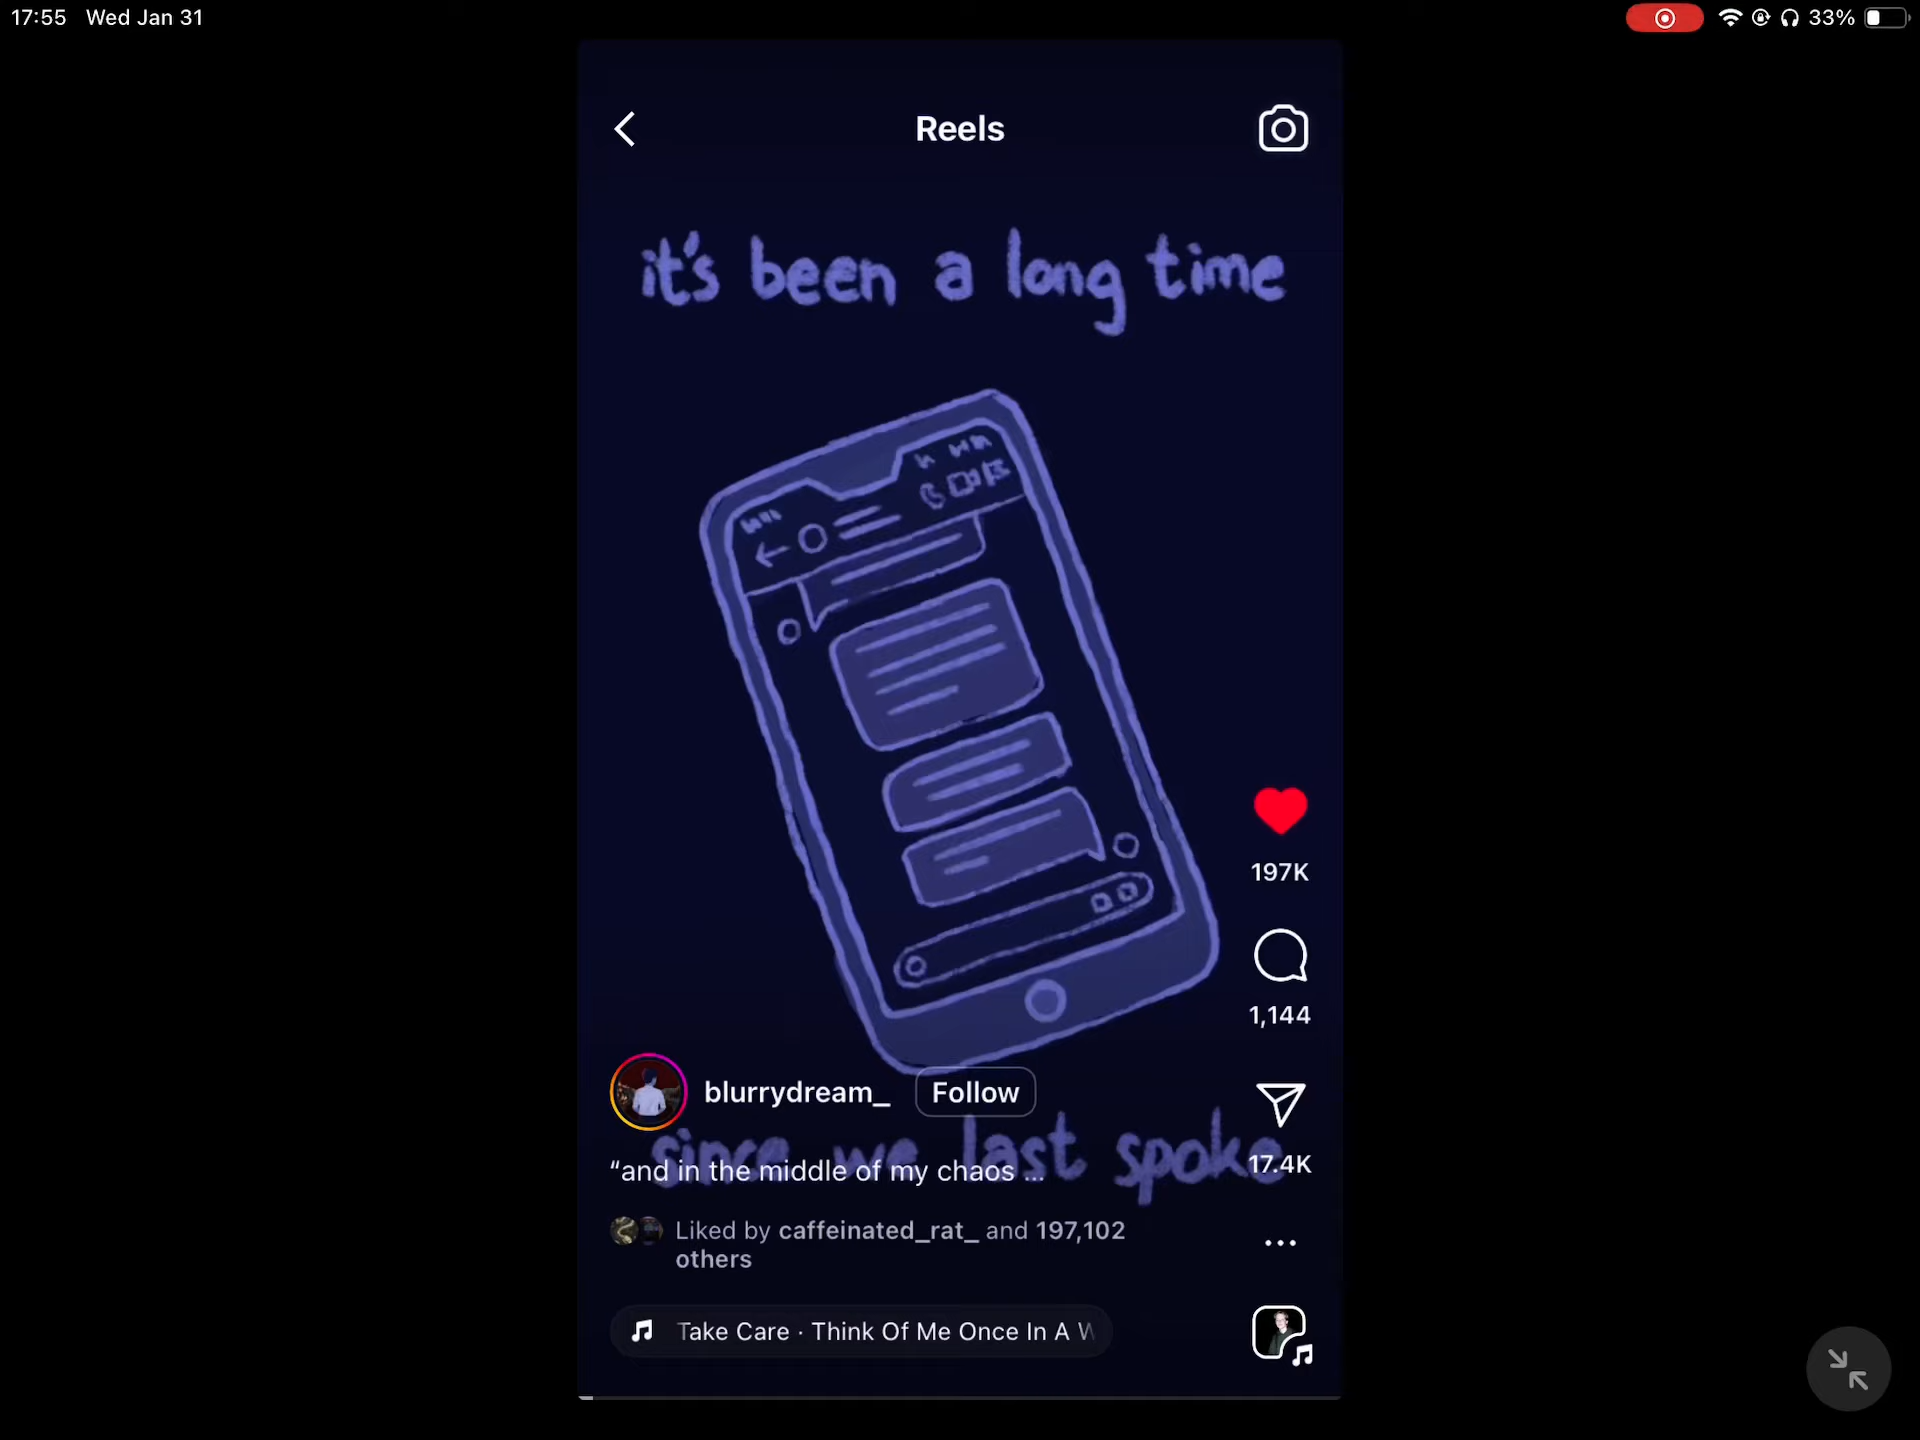 17:55 Wed Jan 31
33%
Reels
it's been a long time
197K
1,144
blurrydream_ Follow
since we last spoke
"and in the middle of my chaos ...
17.4K
Liked by caffeinated_rat_ and 197,102
others
Take Care · Think Of Me Once In A W